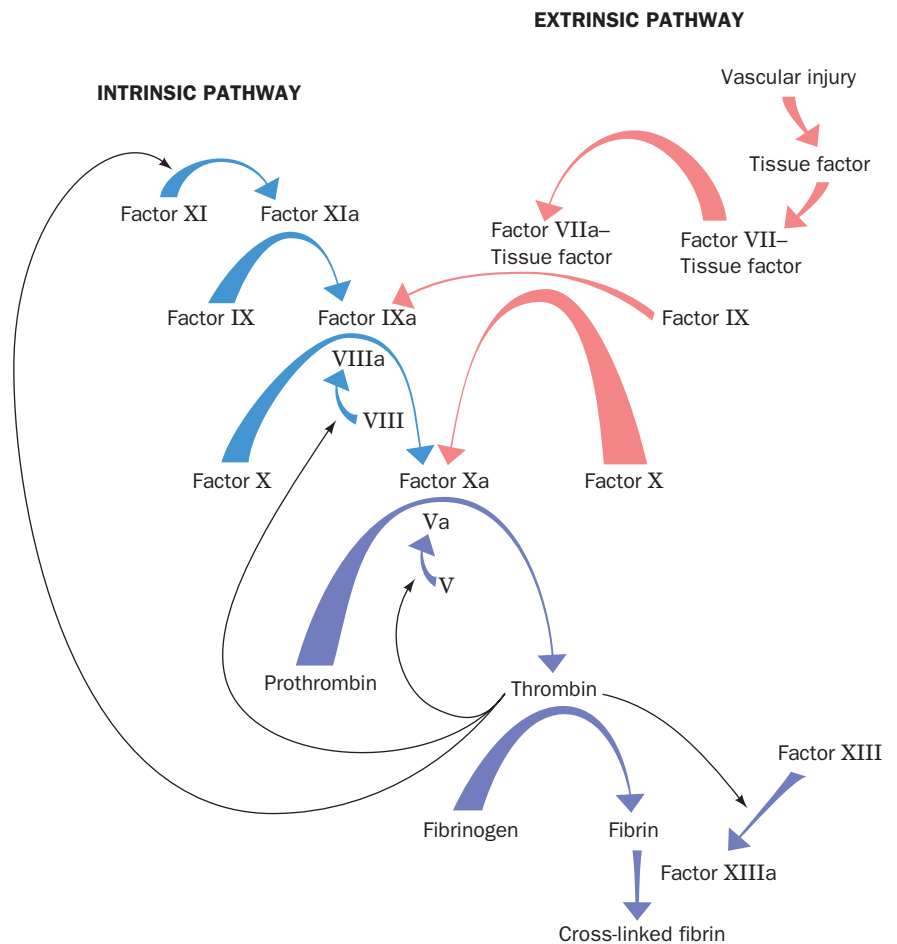 EXTRINSIC PATHWAY
INTRINSIC PATHWAY
Vascular injury
Tissue factor
Factor XI
Factor XIa
Factor VIIa–
Tissue factor
Factor VII–
Tissue factor
Factor IX
Factor IXa
Factor IX
VIIIa
VIII
Factor X
Factor Xa
Factor X
Va
V
Prothrombin
Thrombin
Factor XIII
Fibrinogen
Fibrin
Factor XIIIa
Cross-linked fibrin